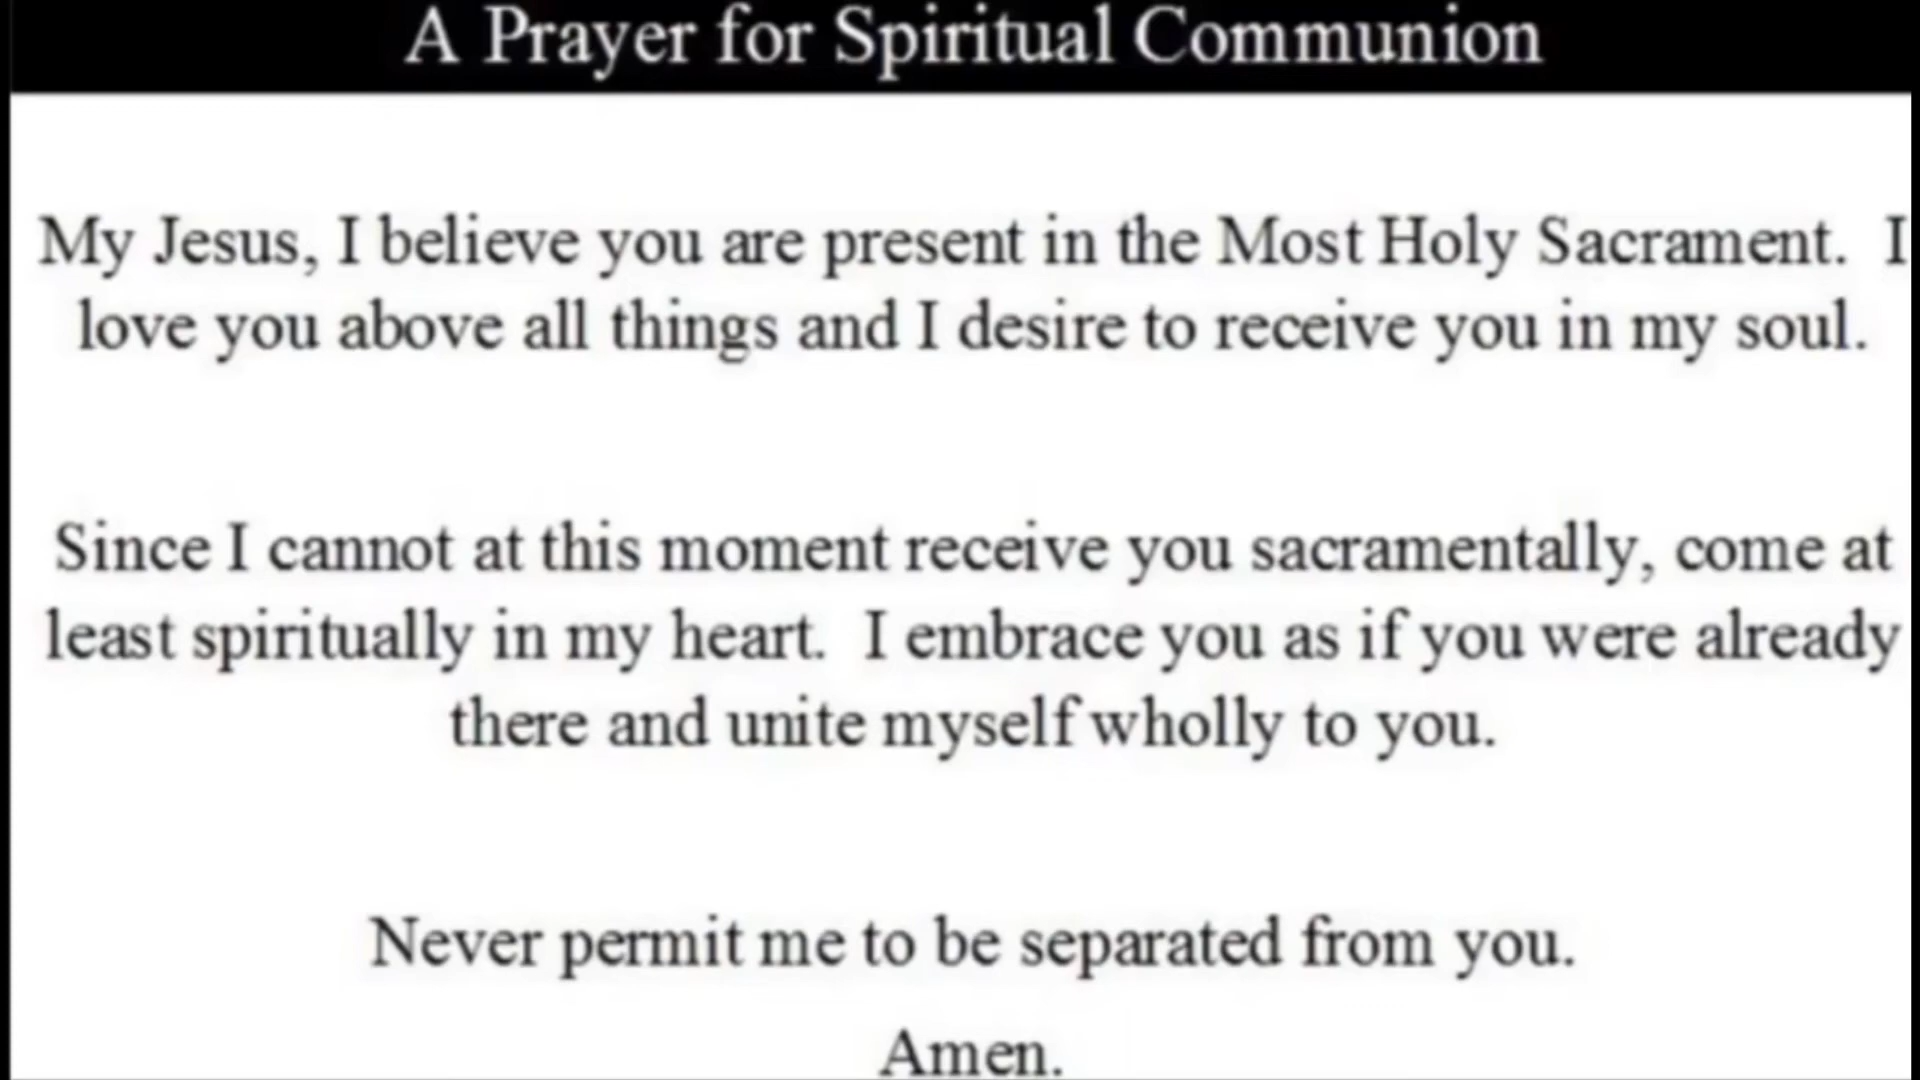 A Prayer for Spiritual Communion
My Jesus, I believe you are present in the Most Holy Sacrament. I
love you above all things and I desire to receive you in my soul.
Since I cannot at this moment receive you sacramentally, come at
least spiritually in my heart. I embrace you as if you were already
there and unite myself wholly to you.
Never permit me to be separated from you.
Amen.